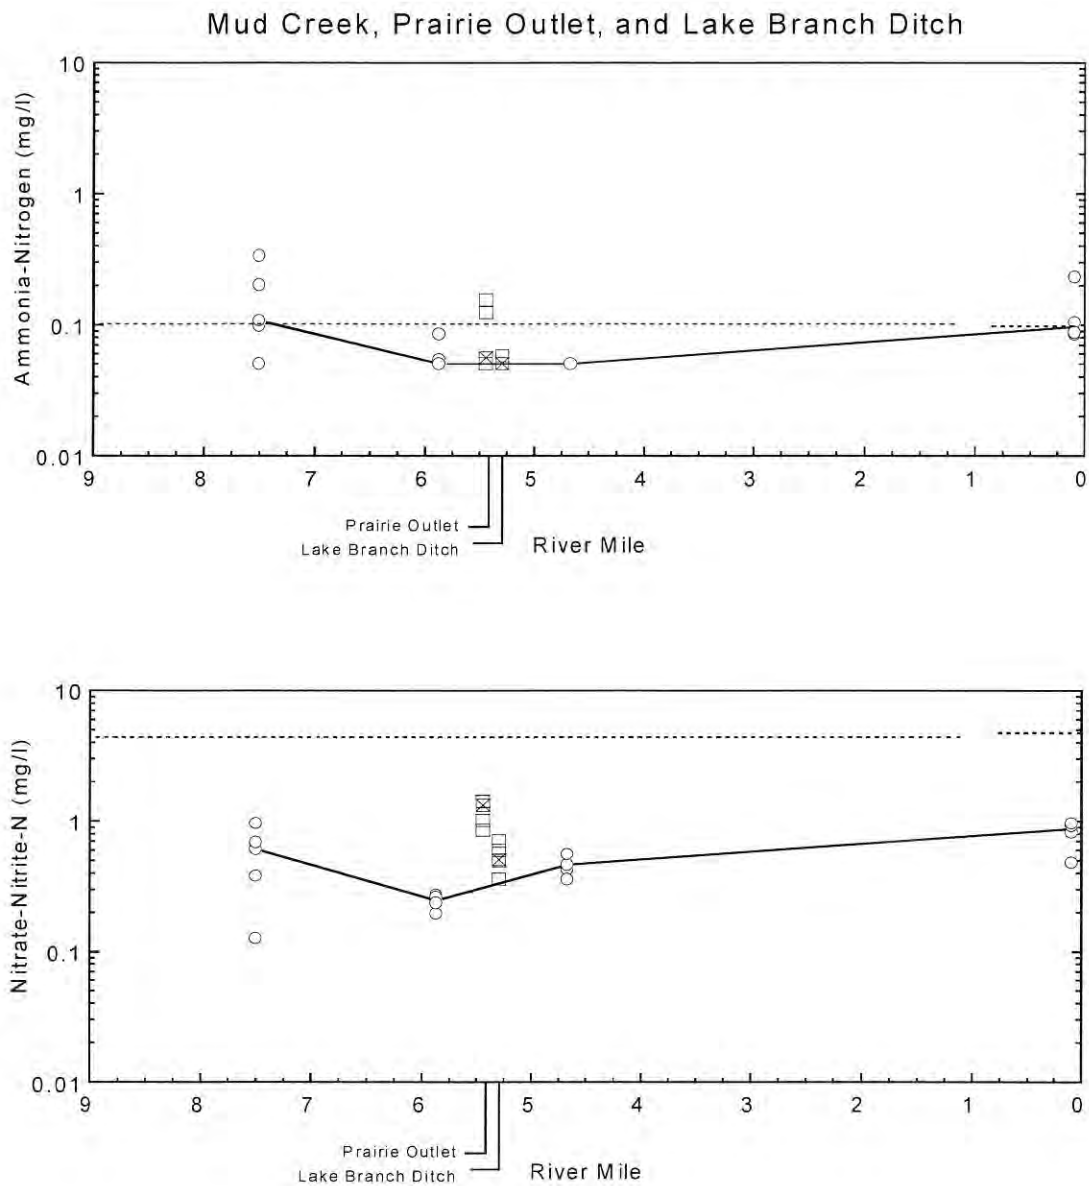 Mud Creek, Prairie Outlet, and Lake Branch Ditch
10
1
0.1
0.01
Ammonia-Nitrogen (mg/l)
9 8 7 6 5 4 3 2 1 0
Prairie Outlet
Lake Branch Ditch
River Mile
10
1
0.1
0.01
Nitrate-Nitrite-N (mg/l)
9 8 7 6 5 4 3 2 1 0
Prairie Outlet
Lake Branch Ditch
River Mile